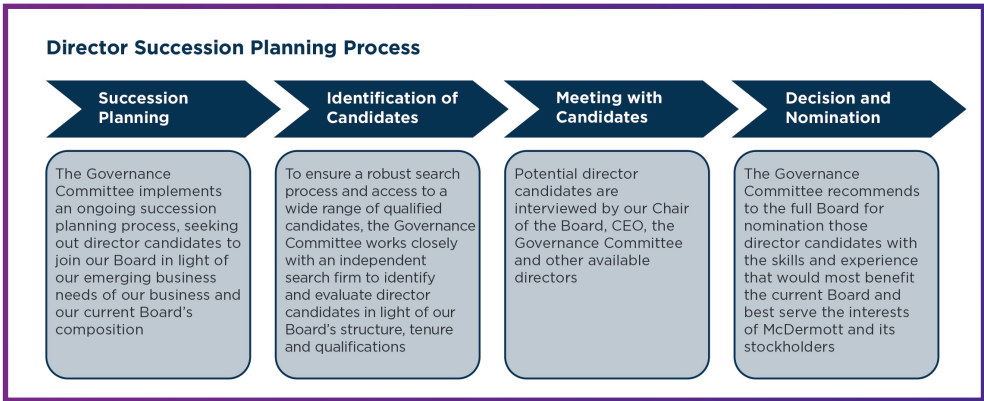 Director Succession Planning Process
Succession
Planning
Identification of
Candidates
Meeting with
Candidates
Decision and
Nomination
The Governance
Committee implements
an ongoing succession
planning process, seeking
out director candidates to
join our Board in light of
our emerging business
needs of our business and
our current Board's
composition
To ensure a robust search
process and access to a
wide range of qualified
candidates, the Governance
Committee works closely
with an independent
search firm to identify
and evaluate director
candidates in light of our
Board's structure, tenure
and qualifications
Potential director
candidates are
interviewed by our Chair
of the Board, CEO, the
Governance Committee
and other available
directors
The Governance
Committee recommends
to the full Board for
nomination those
director candidates with
the skills and experience
that would most benefit
the current Board and
best serve the interests
of McDermott and its
stockholders